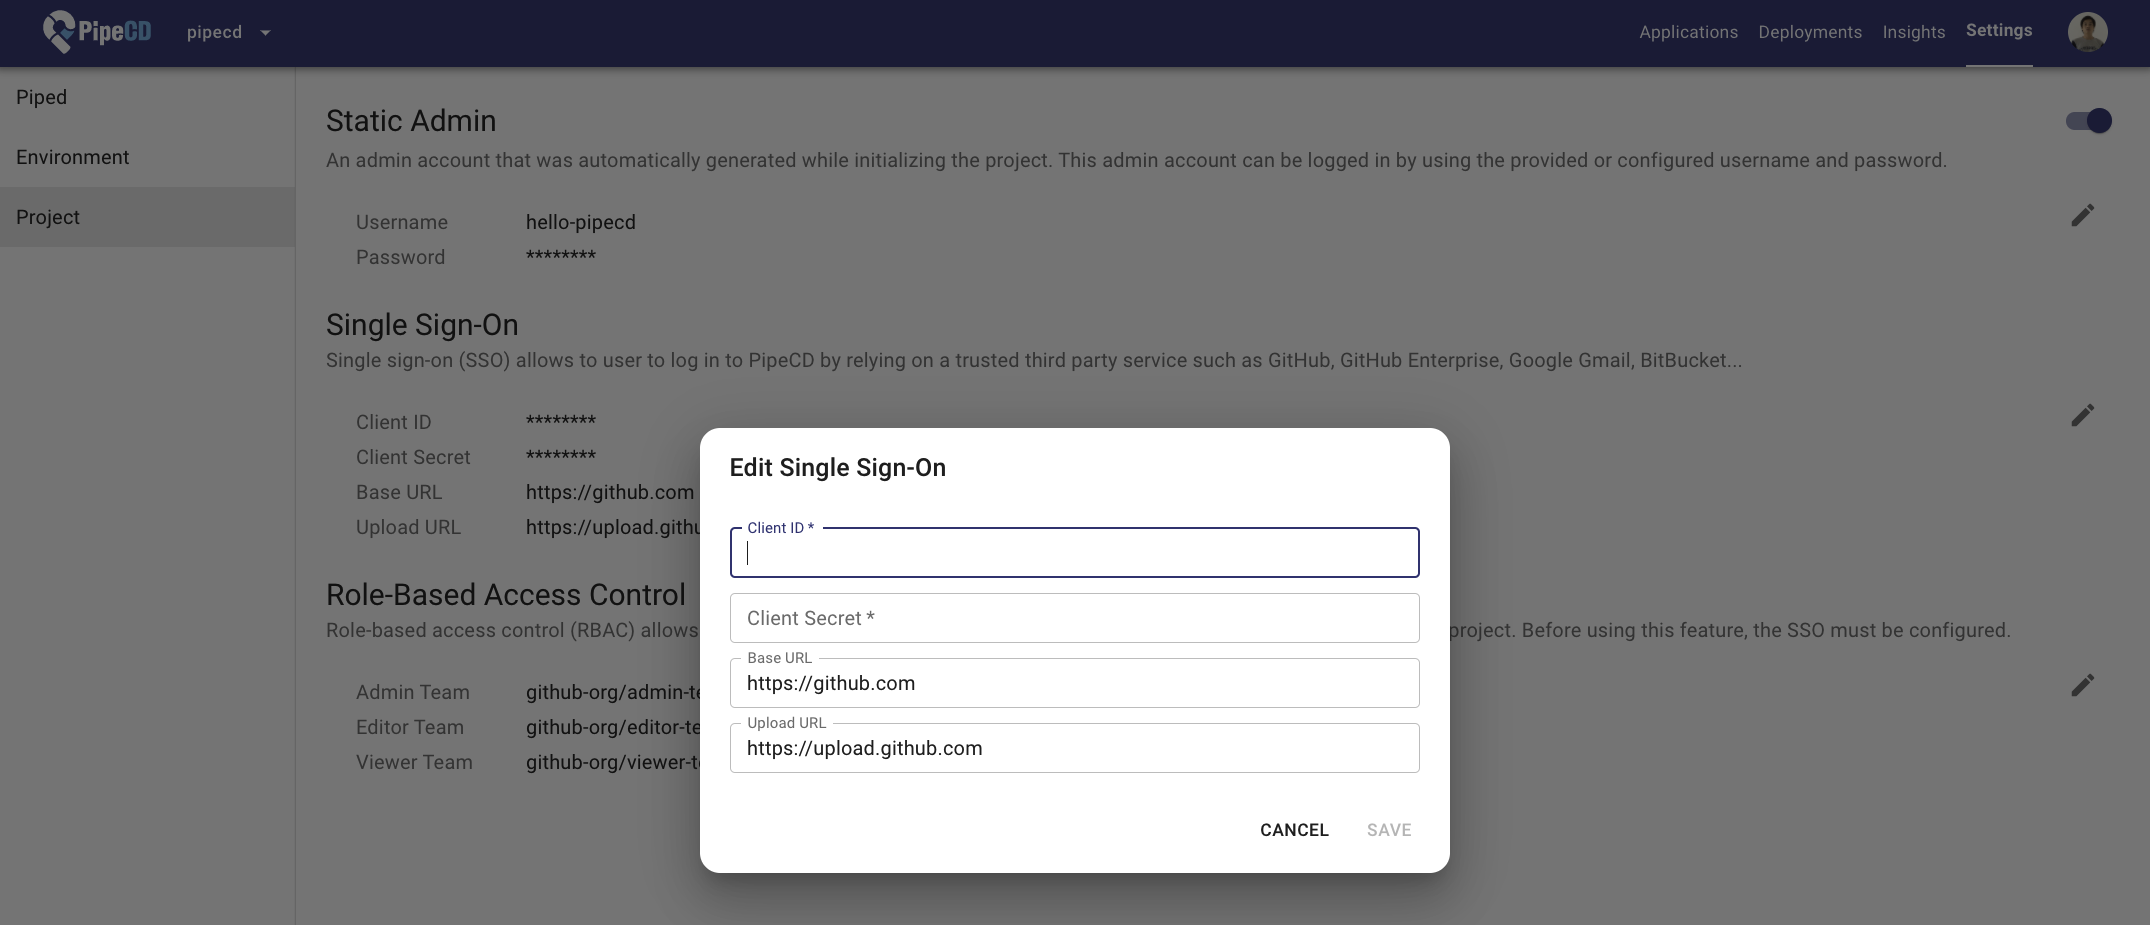 PipeCD pipecd Applications Deployments Insights Settings
Piped
Environment
Project
Static Admin
An admin account that was automatically generated while initializing the project. This admin account can be logged in by using the provided or configured username and password.
Username hello-pipecd
Password ********
Single Sign-On
Single sign-on (SSO) allows to user to log in to PipeCD by relying on a trusted third party service such as GitHub, GitHub Enterprise, Google Gmail, BitBucket...
Client ID ********
Client Secret ********
Base URL https://github.com
Upload URL https://upload.githu
Role-Based Access Control
Role-based access control (RBAC) allows project. Before using this feature, the SSO must be configured.
Admin Team github-org/admin-te
Editor Team github-org/editor-te
Viewer Team github-org/viewer-t
Edit Single Sign-On
Client ID *
Client Secret *
Base URL
https://github.com
Upload URL
https://upload.github.com
CANCEL SAVE